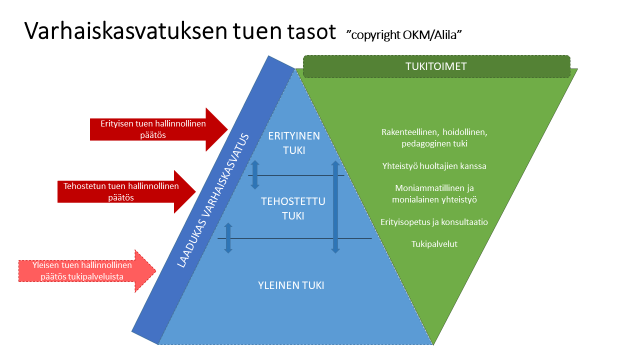 Varhaiskasvatuksen tuen tasot "copyright OKM/Alila"
TUKITOIMET
Erityisen tuen hallinnollinen
päätös
Tehostetun tuen hallinnollinen
päätös
Yleisen tuen hallinnollinen
päätös tukipalveluista
LAADUKAS VARHAISKASVATUS
ERITYINEN
TUKI
TEHOSTETTU
TUKI
YLEINEN TUKI
Rakenteellinen, hoidollinen,
pedagoginen tuki
Yhteistyö huoltajien kanssa
Moniammatillinen ja
monialainen yhteistyö
Erityisopetus ja konsultaatio
Tukipalvelut